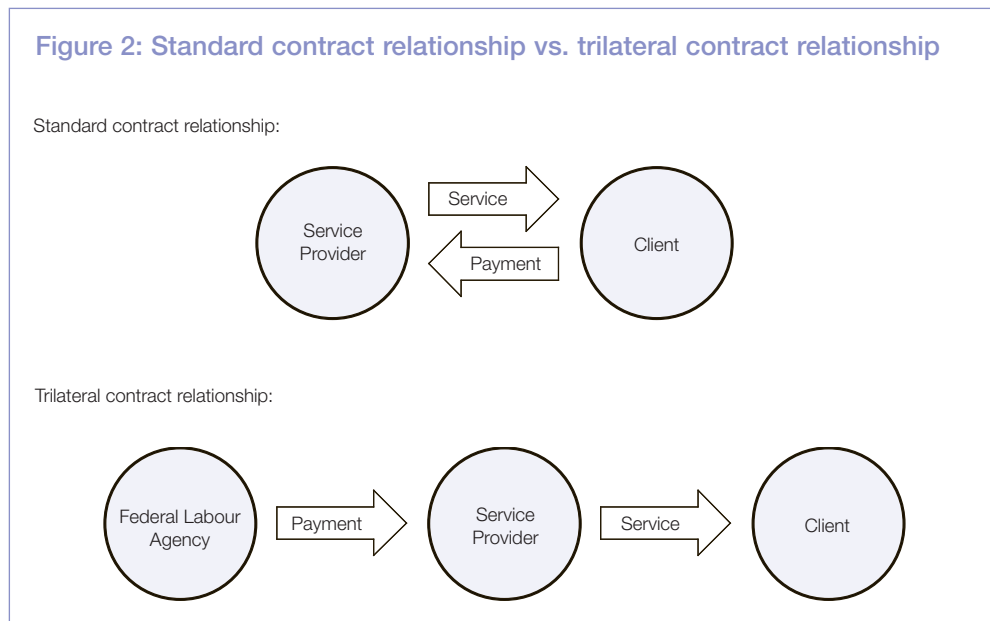 Figure 2: Standard contract relationship vs. trilateral contract relationship
Standard contract relationship:
Service
Provider
Service
Payment
Client
Trilateral contract relationship:
Federal Labour
Agency
Payment
Service
Provider
Service
Client